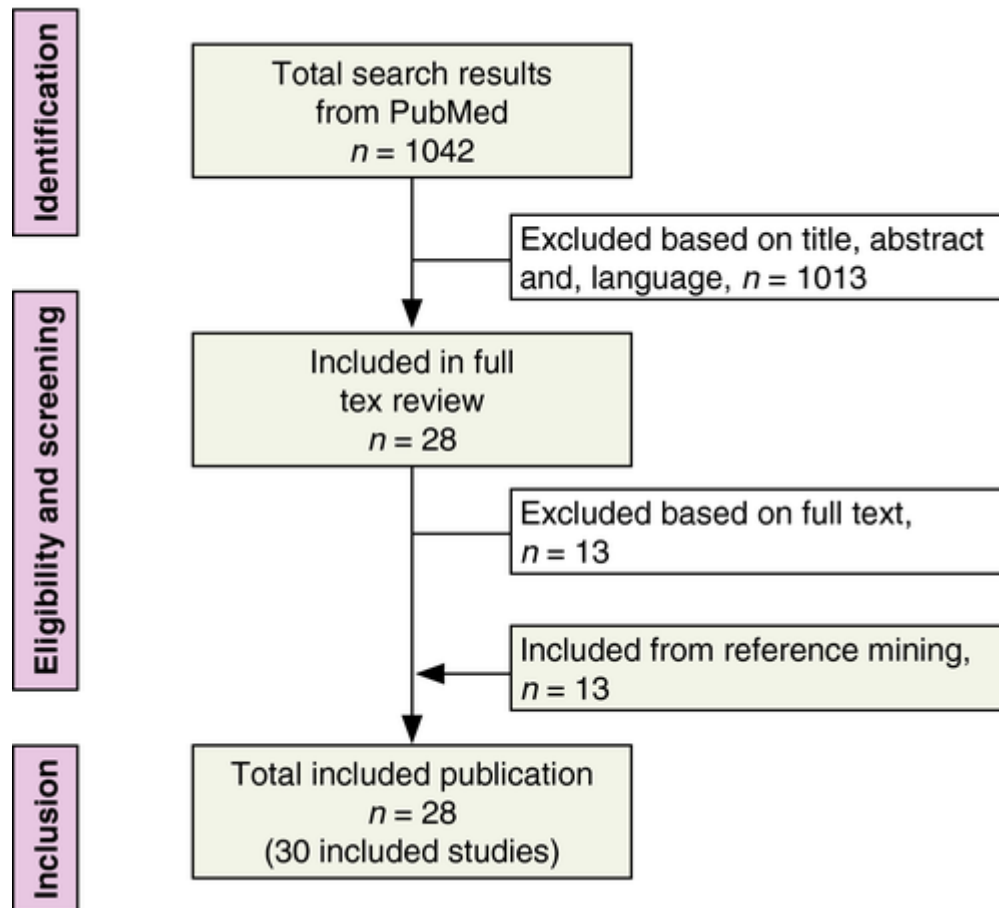 Identification
Total search results
from PubMed
n = 1042
Excluded based on title, abstract
and, language, n = 1013
Eligibility and screening
Included in full
tex review
n = 28
Excluded based on full text,
n = 13
Included from reference mining,
n = 13
Inclusion
Total included publication
n = 28
(30 included studies)